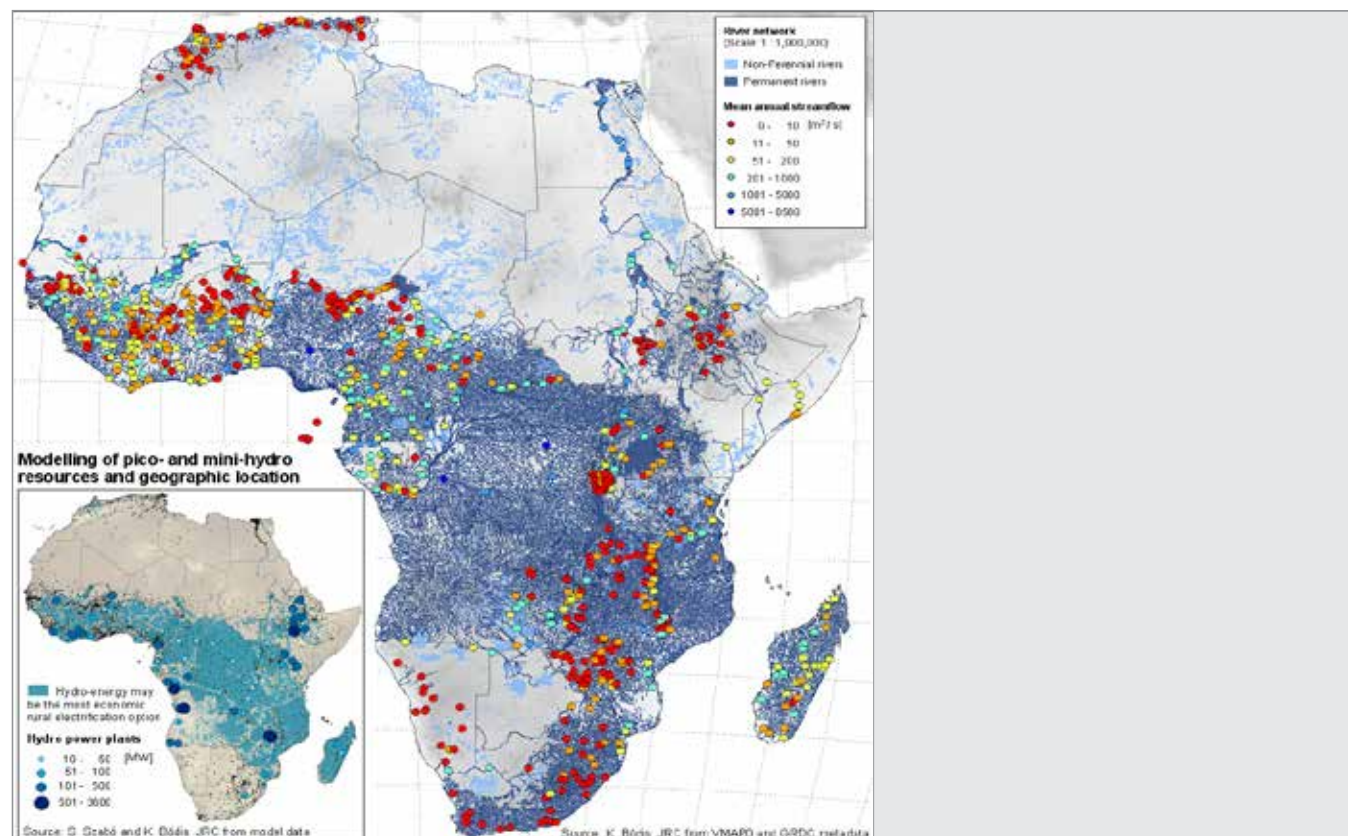 River network
(Scale 1 : 1,000,000)
Non-Perennial rivers
Permanent rivers
Mean annual streamflow
0 - 10 [m³/s]
11 - 50
51 - 200
201 - 1000
1001 - 5000
5001 - 8500
Modelling of pico- and mini-hydro
resources and geographic location
Hydro-energy may
be the most economic
rural electrification option
Hydro power plants
10 - 50 [MW]
51 - 100
101 - 500
501 - 3600
Source: S. Szabó and K. Bódis, JRC from model data
Source: K. Bódis, JRC from VMAP0 and GRDC metadata